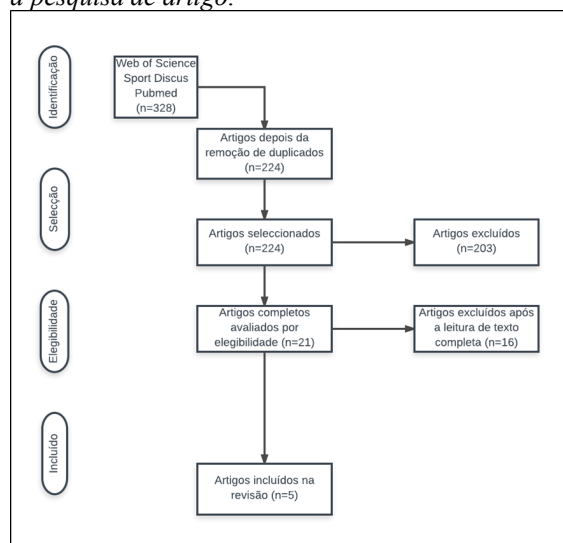 a pesquisa de artigo.
Identificação
Web of Science
Sport Discus
Pubmed
(n=328)
Artigos depois da
remoção de duplicados
(n=224)
Selecção
Artigos seleccionados
(n=224)
Artigos excluídos
(n=203)
Elegibilidade
Artigos completos
avaliados por
elegibilidade (n=21)
Artigos excluídos após
a leitura de texto
completa (n=16)
Incluído
Artigos incluídos na
revisão (n=5)